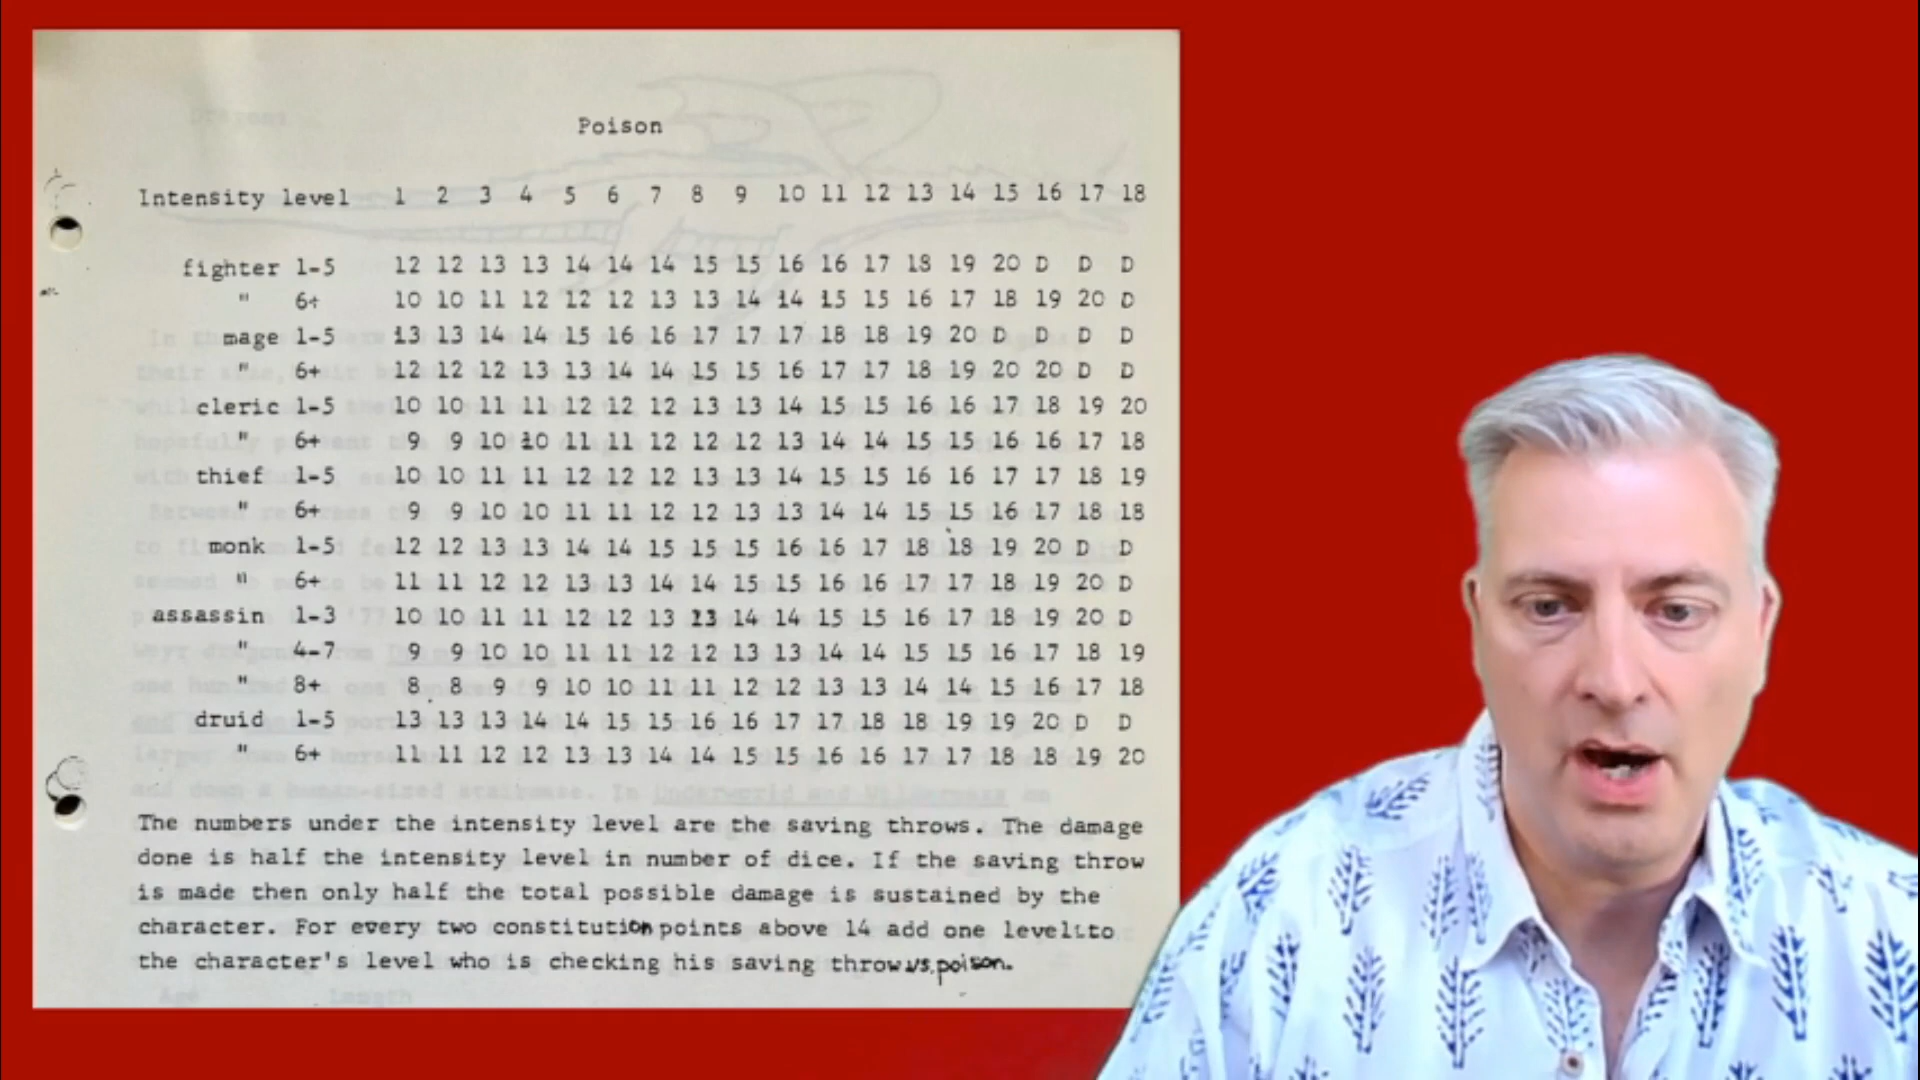 Poison
Intensity level 1 2 3 4 5 6 7 8 9 10 11 12 13 14 15 16 17 18
fighter 1-5 12 12 13 13 14 14 14 15 15 16 16 17 18 19 20 D D D
" 6+ 10 10 11 12 12 12 13 13 14 14 15 15 16 17 18 19 20 D
mage 1-5 13 13 14 14 15 16 16 17 17 17 18 18 19 20 D D D D
" 6+ 12 12 12 13 13 14 14 15 15 16 17 17 18 19 20 20 D D
cleric 1-5 10 10 11 11 12 12 12 13 13 14 15 15 16 16 17 18 19 20
" 6+ 9 9 10 10 11 11 12 12 12 13 14 14 15 15 16 16 17 18
thief 1-5 10 10 11 11 12 12 12 13 13 14 15 15 16 16 17 17 18 19
" 6+ 9 9 10 10 11 11 12 12 13 13 14 14 15 15 16 17 18 18
monk 1-5 12 12 13 13 14 14 15 15 15 16 16 17 18 18 19 20 D D
" 6+ 11 11 12 12 13 13 14 14 15 15 16 16 17 17 18 19 20 D
assassin 1-3 10 10 11 11 12 12 13 13 14 14 15 15 16 17 18 19 20 D
" 4-7 9 9 10 10 11 11 12 12 13 13 14 14 15 15 16 17 18 19
" 8+ 8 8 9 9 10 10 11 11 12 12 13 13 14 14 15 16 17 18
druid 1-5 13 13 13 14 14 15 15 16 16 17 17 18 18 19 19 20 D D
" 6+ 11 11 12 12 13 13 14 14 15 15 16 16 17 17 18 18 19 20
The numbers under the intensity level are the saving throws. The damage
done is half the intensity level in number of dice. If the saving throw
is made then only half the total possible damage is sustained by the
character. For every two constitution points above 14 add one level to
the character's level who is checking his saving throw vs. poison.